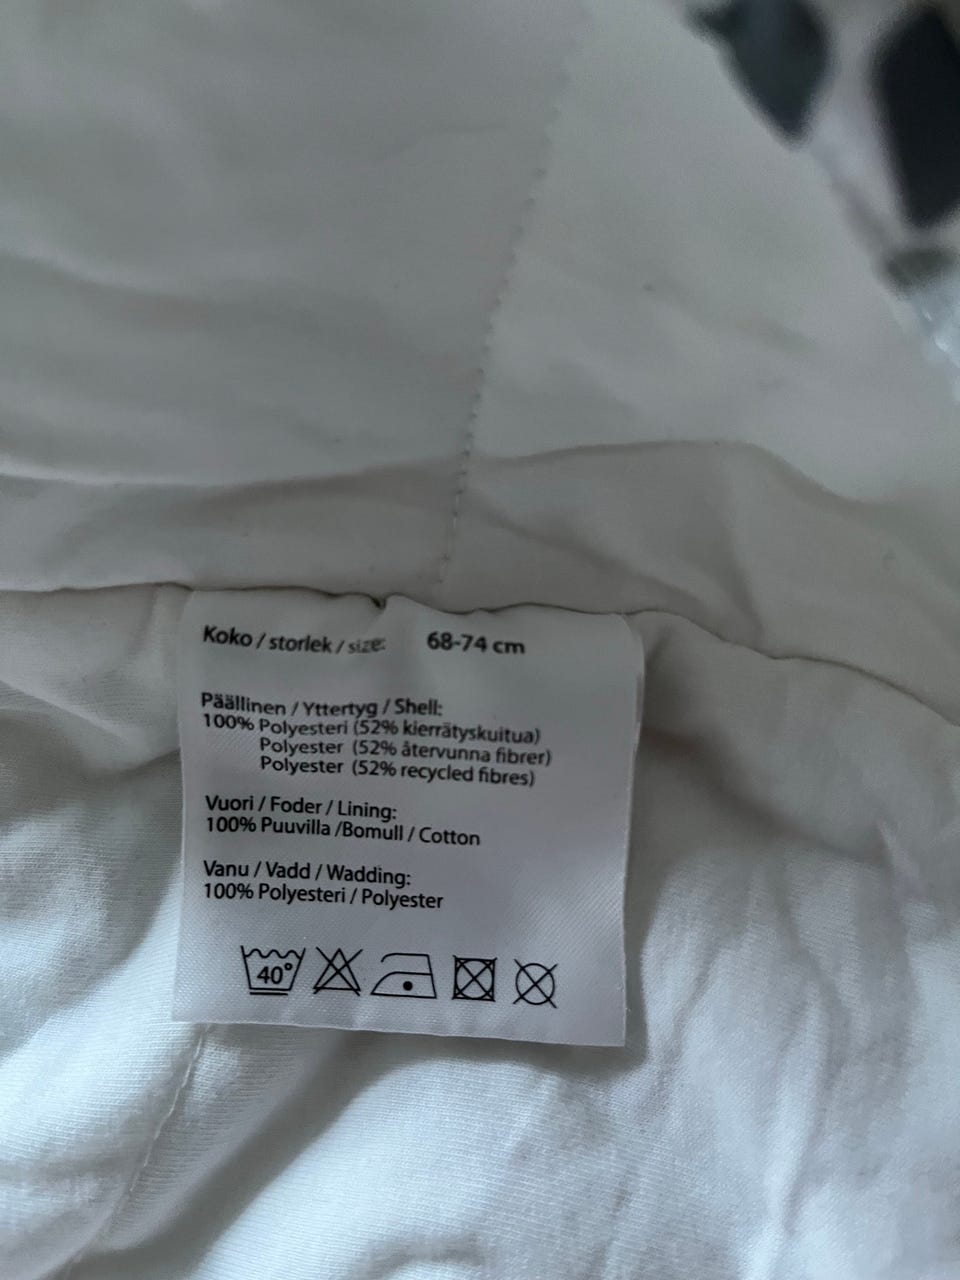 Koko / storlek / size: 68-74 cm
Päällinen / Yttertyg / Shell:
100% Polyesteri (52% kierrätyskuitua)
Polyester (52% återvunna fibrer)
Polyester (52% recycled fibres)
Vuori / Foder / Lining:
100% Puuvilla /Bomull / Cotton
Vanu / Vadd / Wadding:
100% Polyesteri / Polyester
40°